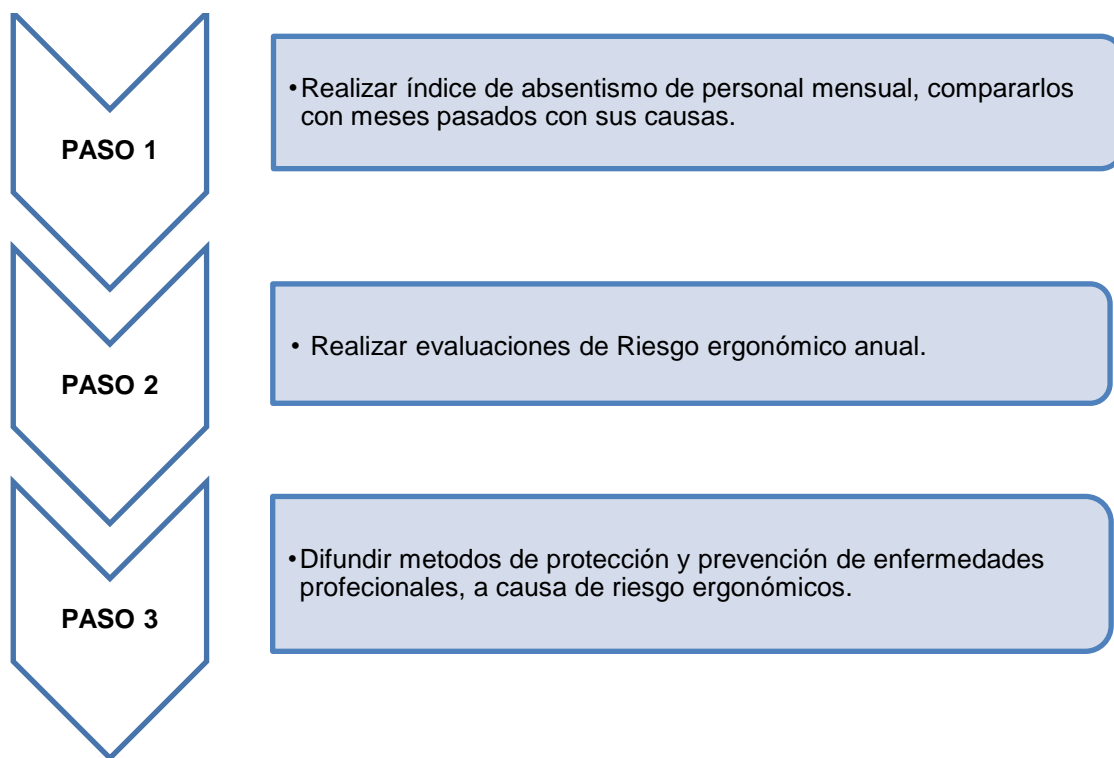 PASO 1
•Realizar índice de absentismo de personal mensual, compararlos
con meses pasados con sus causas.
PASO 2
• Realizar evaluaciones de Riesgo ergonómico anual.
PASO 3
•Difundir metodos de protección y prevención de enfermedades
profecionales, a causa de riesgo ergonómicos.